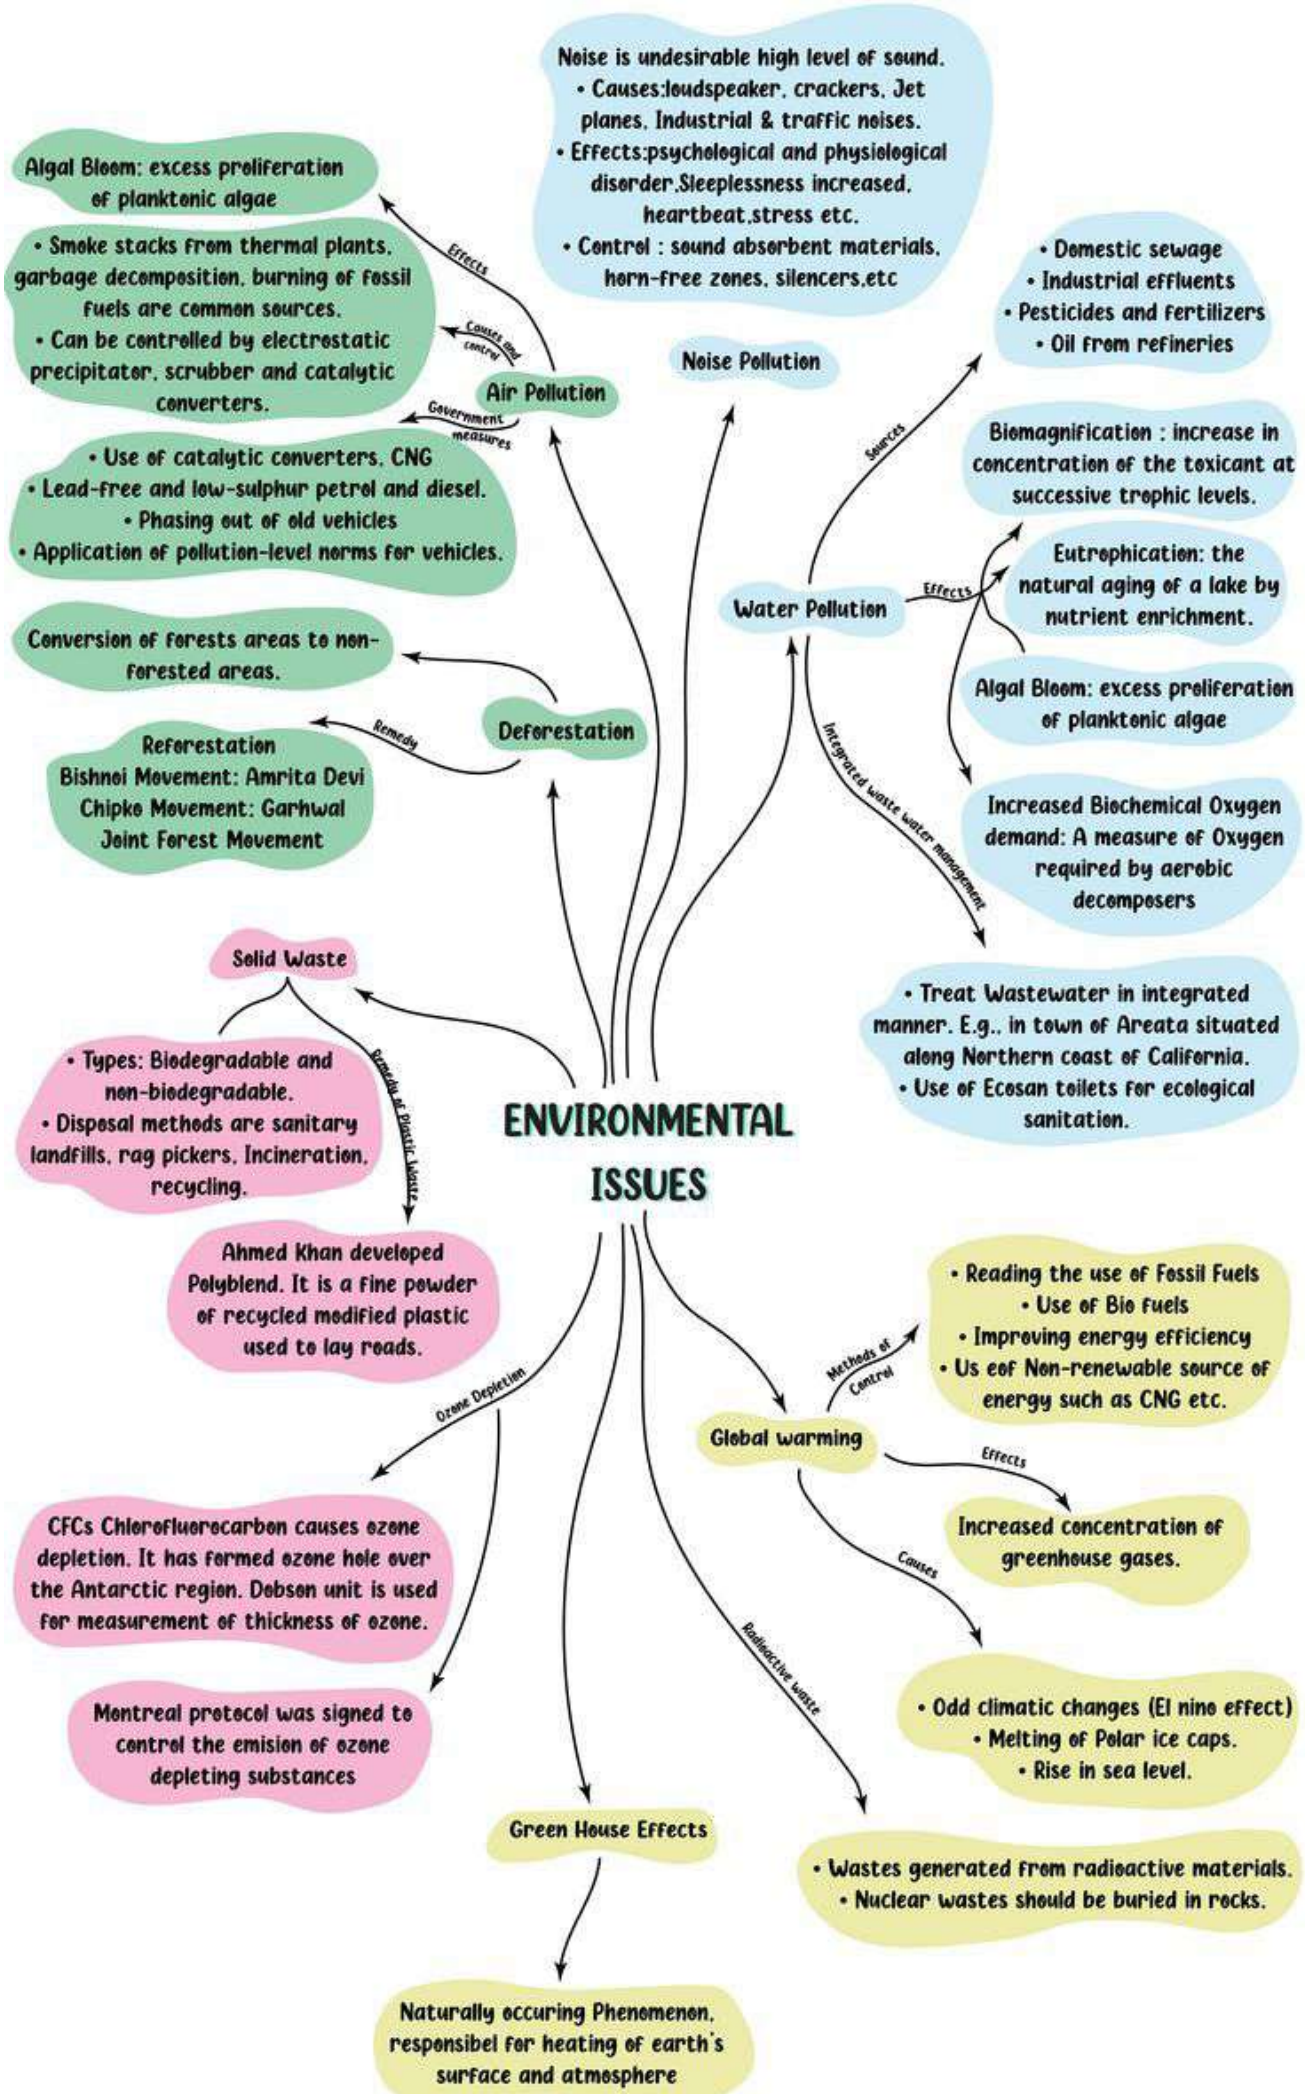 Noise is undesirable high level of sound.
• Causes:loudspeaker, crackers, Jet
planes, Industrial & traffic noises.
• Effects:psychological and physiological
disorder,Sleeplessness increased,
heartbeat,stress etc.
• Control : sound absorbent materials,
horn-free zones, silencers,etc
Noise Pollution
Algal Bloom: excess proliferation
of planktonic algae
Effects
• Smoke stacks from thermal plants,
garbage decomposition, burning of fossil
fuels are common sources.
• Can be controlled by electrostatic
precipitator, scrubber and catalytic
converters.
Causes and
control
Air Pollution
Government
measures
• Use of catalytic converters, CNG
• Lead-free and low-sulphur petrol and diesel.
• Phasing out of old vehicles
• Application of pollution-level norms for vehicles.
Conversion of forests areas to non-
forested areas.
Deforestation
Remedy
Reforestation
Bishnoi Movement: Amrita Devi
Chipko Movement: Garhwal
Joint Forest Movement
• Domestic sewage
• Industrial effluents
• Pesticides and fertilizers
• Oil from refineries
Sources
Water Pollution
Effects
Biomagnification : increase in
concentration of the toxicant at
successive trophic levels.
Eutrophication: the
natural aging of a lake by
nutrient enrichment.
Algal Bloom: excess proliferation
of planktonic algae
Increased Biochemical Oxygen
demand: A measure of Oxygen
required by aerobic
decomposers
Integrated waste water management
• Treat Wastewater in integrated
manner. E.g., in town of Areata situated
along Northern coast of California.
• Use of Ecosan toilets for ecological
sanitation.
Solid Waste
• Types: Biodegradable and
non-biodegradable.
• Disposal methods are sanitary
landfills, rag pickers, Incineration,
recycling.
Remedy of Plastic Waste
Ahmed Khan developed
Polyblend. It is a fine powder
of recycled modified plastic
used to lay roads.
ENVIRONMENTAL
ISSUES
Ozone Depletion
CFCs Chlorofluorocarbon causes ozone
depletion. It has formed ozone hole over
the Antarctic region. Dobson unit is used
for measurement of thickness of ozone.
Montreal protocol was signed to
control the emision of ozone
depleting substances
Green House Effects
Naturally occuring Phenomenon,
responsibel for heating of earth's
surface and atmosphere
Global warming
Methods of
Control
• Reading the use of Fossil Fuels
• Use of Bio fuels
• Improving energy efficiency
• Us eof Non-renewable source of
energy such as CNG etc.
Effects
Increased concentration of
greenhouse gases.
Causes
• Odd climatic changes (El nino effect)
• Melting of Polar ice caps.
• Rise in sea level.
Radioactive waste
• Wastes generated from radioactive materials.
• Nuclear wastes should be buried in rocks.